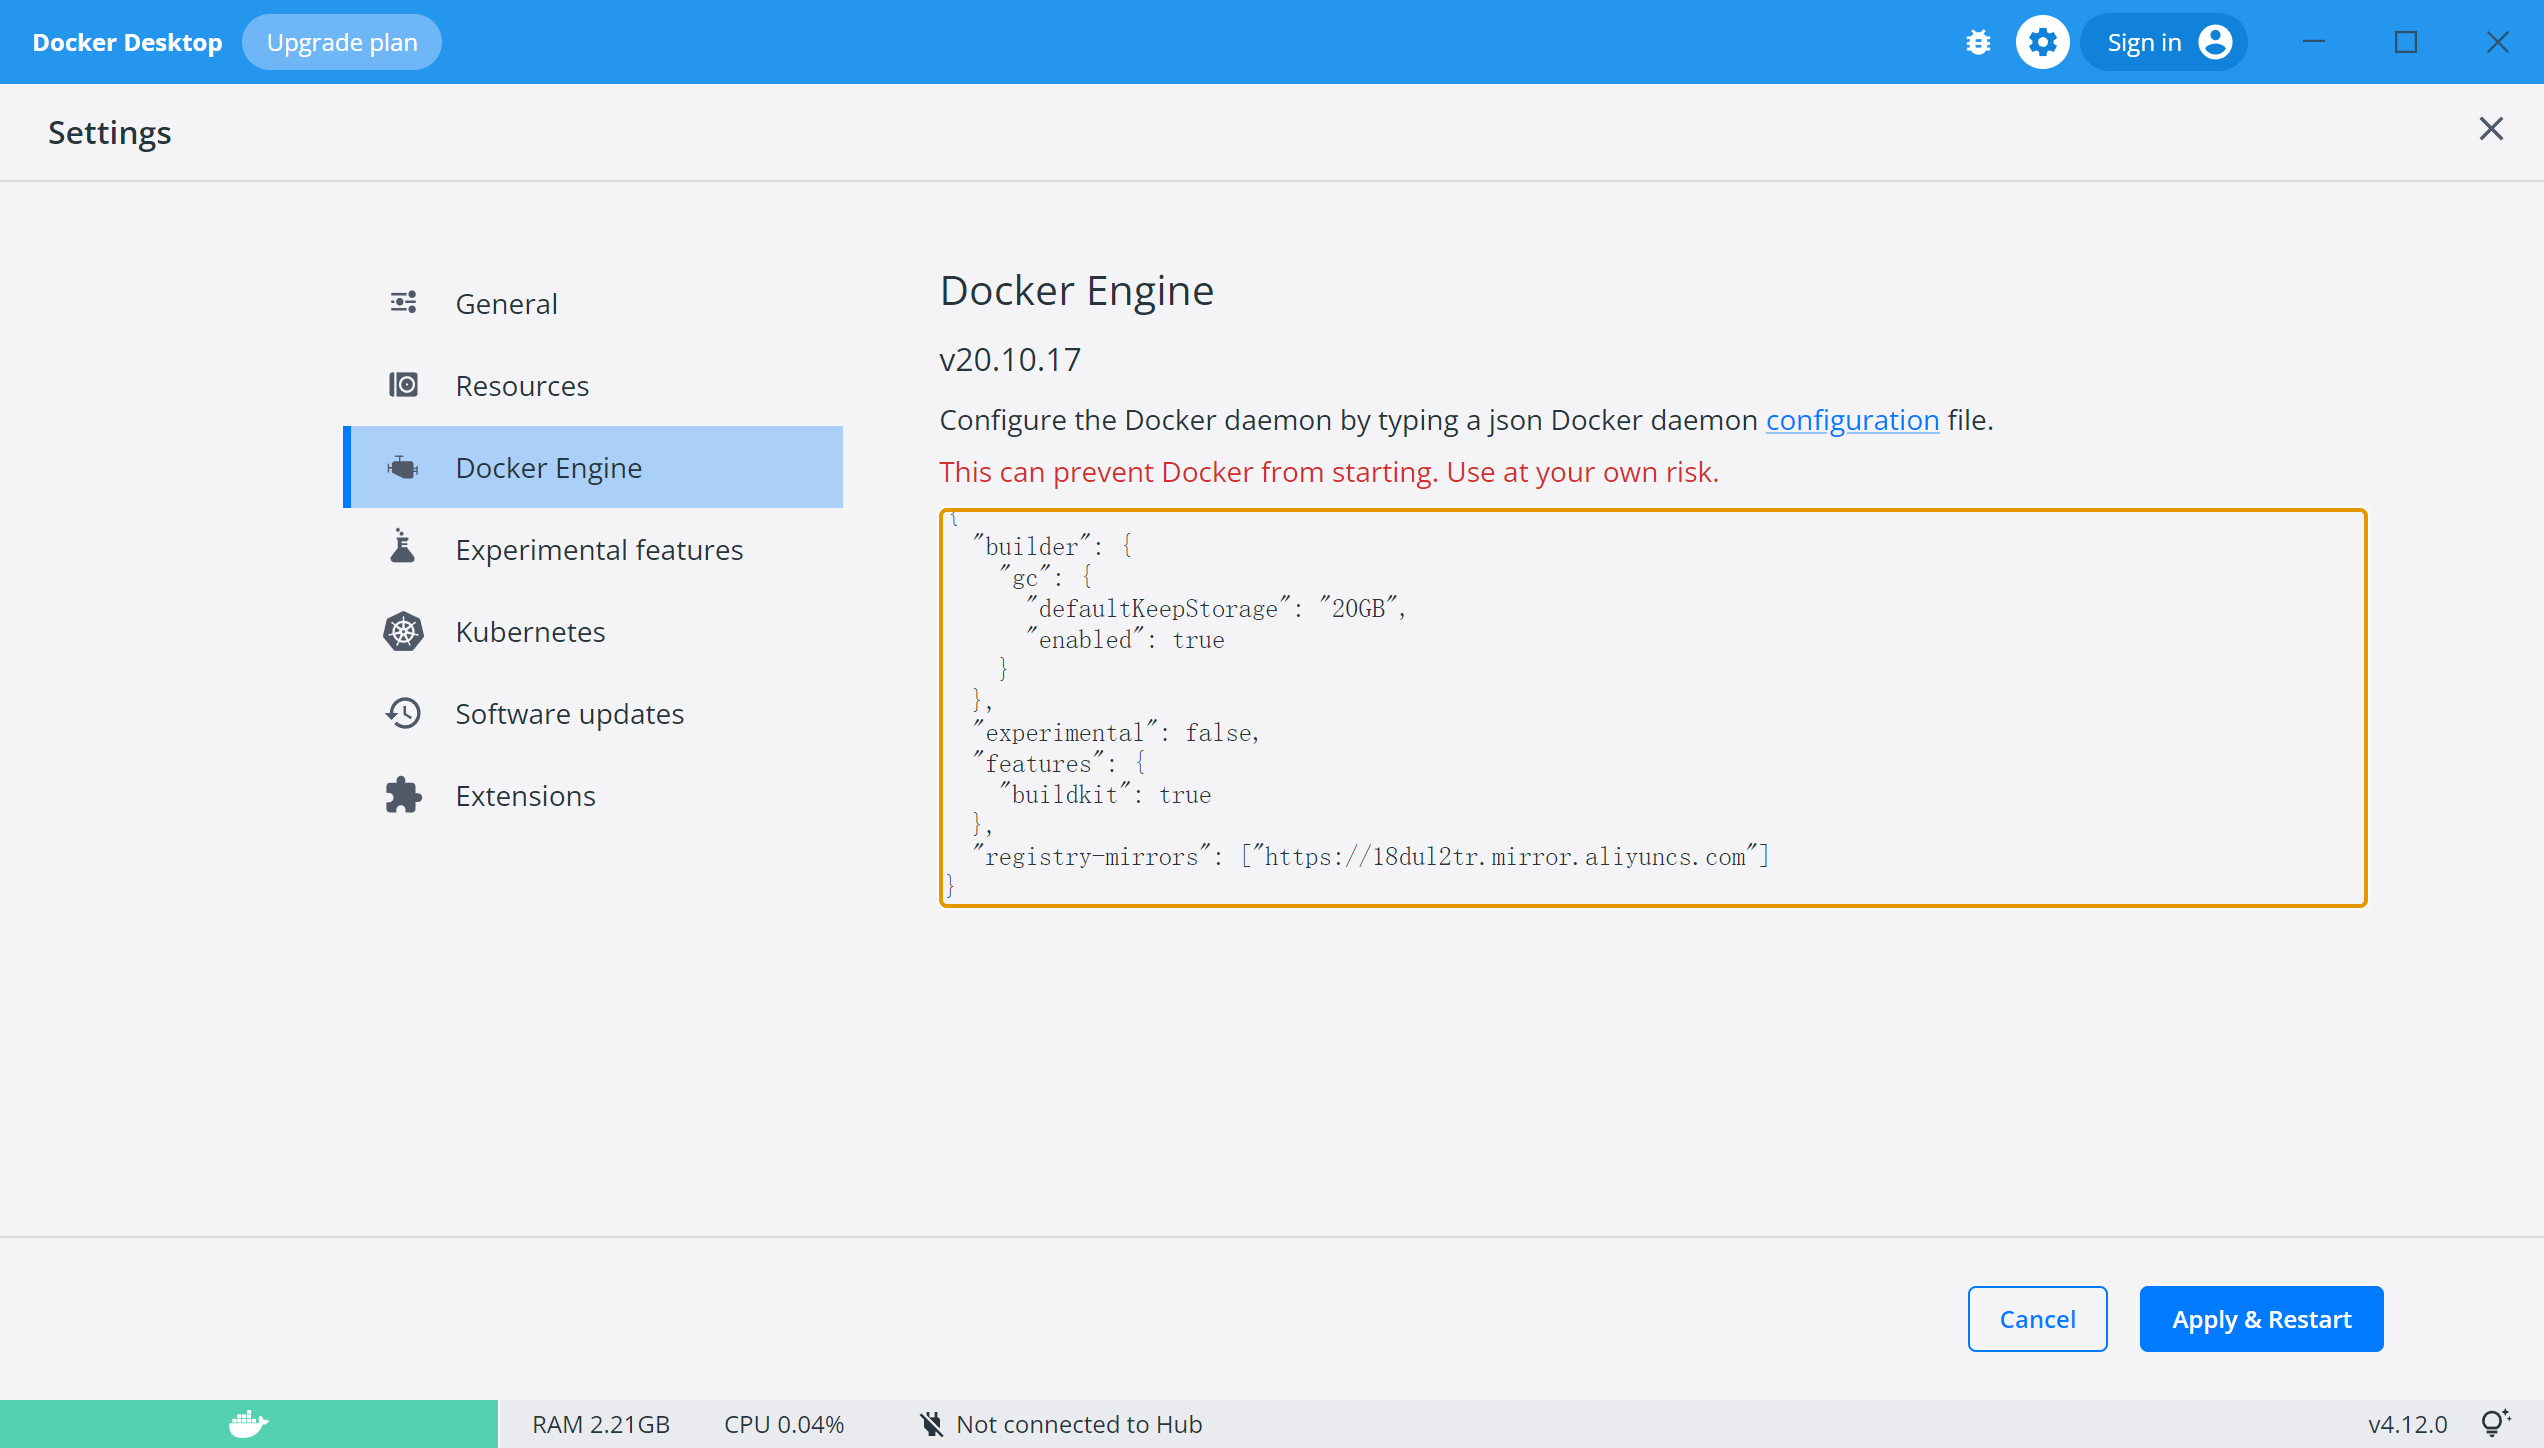 Docker Desktop Upgrade plan Sign in
Settings
General
Resources
Docker Engine
Experimental features
Kubernetes
Software updates
Extensions
Docker Engine
v20.10.17
Configure the Docker daemon by typing a json Docker daemon configuration file.
This can prevent Docker from starting. Use at your own risk.
{
  "builder": {
    "gc": {
      "defaultKeepStorage": "20GB",
      "enabled": true
    }
  },
  "experimental": false,
  "features": {
    "buildkit": true
  },
  "registry-mirrors": ["https://18dul2tr.mirror.aliyuncs.com"]
}
Cancel Apply & Restart
RAM 2.21GB CPU 0.04% Not connected to Hub v4.12.0